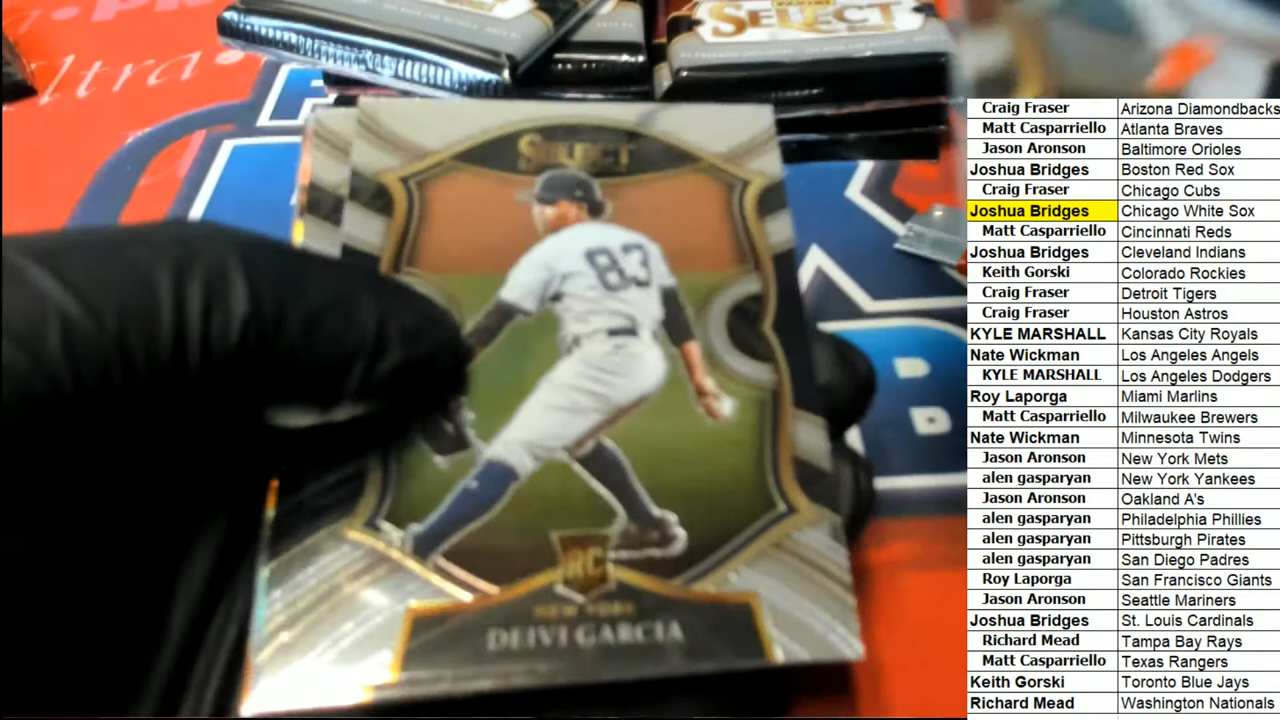 PANINI
SELECT
ltra
SELECT
83
RC
NEW YORK
DEIVI GARCIA
Craig Fraser Arizona Diamondbacks
Matt Casparriello Atlanta Braves
Jason Aronson Baltimore Orioles
Joshua Bridges Boston Red Sox
Craig Fraser Chicago Cubs
Joshua Bridges Chicago White Sox
Matt Casparriello Cincinnati Reds
Joshua Bridges Cleveland Indians
Keith Gorski Colorado Rockies
Craig Fraser Detroit Tigers
Craig Fraser Houston Astros
KYLE MARSHALL Kansas City Royals
Nate Wickman Los Angeles Angels
KYLE MARSHALL Los Angeles Dodgers
Roy Laporga Miami Marlins
Matt Casparriello Milwaukee Brewers
Nate Wickman Minnesota Twins
Jason Aronson New York Mets
alen gasparyan New York Yankees
Jason Aronson Oakland A's
alen gasparyan Philadelphia Phillies
alen gasparyan Pittsburgh Pirates
alen gasparyan San Diego Padres
Roy Laporga San Francisco Giants
Jason Aronson Seattle Mariners
Joshua Bridges St. Louis Cardinals
Richard Mead Tampa Bay Rays
Matt Casparriello Texas Rangers
Keith Gorski Toronto Blue Jays
Richard Mead Washington Nationals